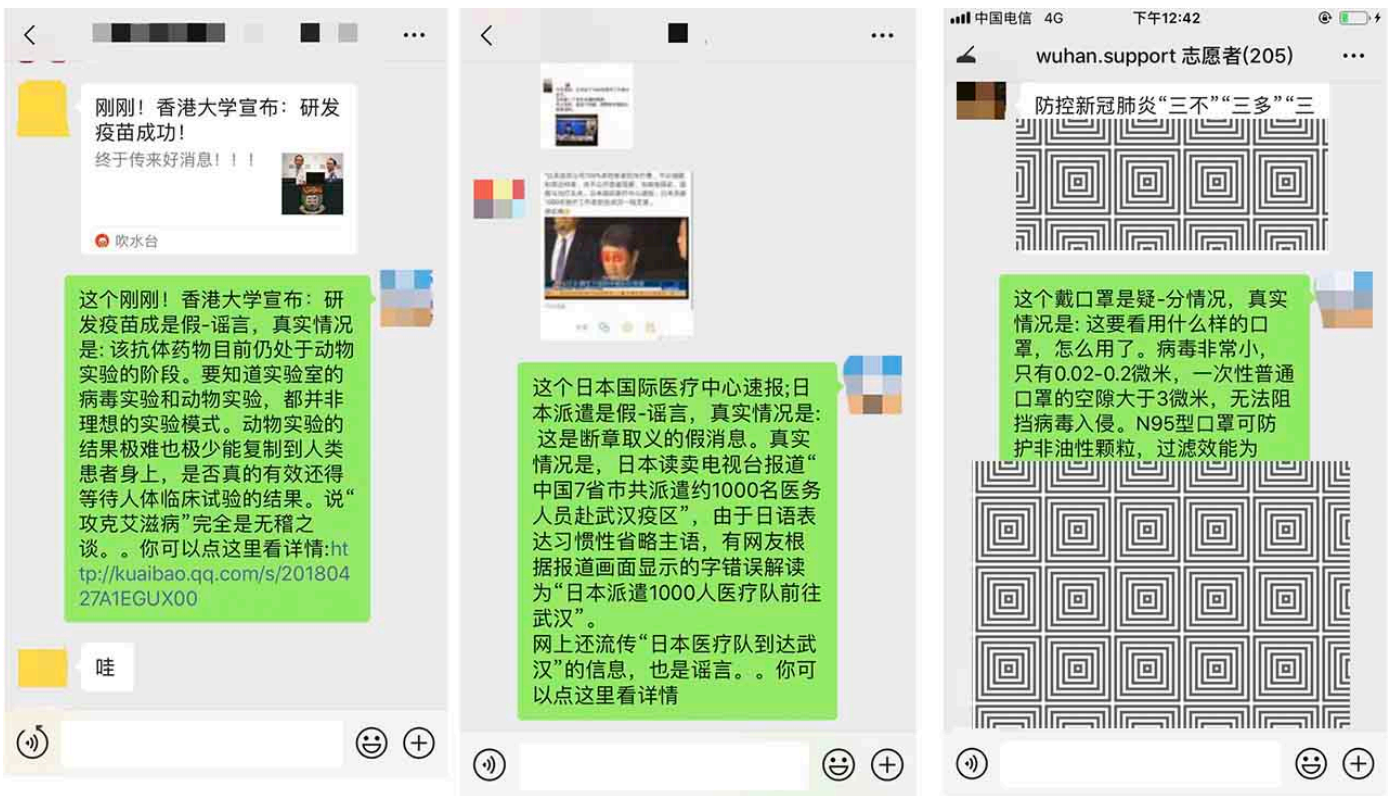 刚刚！香港大学宣布：研发
疫苗成功！
终于传来好消息！！！
吹水台
这个刚刚！香港大学宣布：研
发疫苗成是假-谣言，真实情况
是: 该抗体药物目前仍处于动物
实验的阶段。要知道实验室的
病毒实验和动物实验，都并非
理想的实验模式。动物实验的
结果极难也极少能复制到人类
患者身上，是否真的有效还得
等待人体临床试验的结果。说“
攻克艾滋病”完全是无稽之
谈。。你可以点这里看详情:ht
tp://kuaibao.qq.com/s/201804
27A1EGUX00
哇
这个日本国际医疗中心速报;日
本派遣是假-谣言，真实情况是:
这是断章取义的假消息。真实
情况是，日本读卖电视台报道“
中国7省市共派遣约1000名医务
人员赴武汉疫区”，由于日语表
达习惯性省略主语，有网友根
据报道画面显示的字错误解读
为“日本派遣1000人医疗队前往
武汉”。
网上还流传“日本医疗队到达武
汉”的信息，也是谣言。。你可
以点这里看详情
中国电信 4G 下午12:42
wuhan.support 志愿者(205)
防控新冠肺炎“三不”“三多”“三
这个戴口罩是疑-分情况，真实
情况是: 这要看用什么样的口
罩，怎么用了。病毒非常小，
只有0.02-0.2微米，一次性普通
口罩的空隙大于3微米，无法阻
挡病毒入侵。N95型口罩可防
护非油性颗粒，过滤效能为